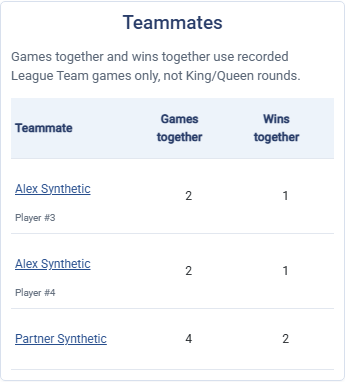 Teammates
Games together and wins together use recorded
League Team games only, not King/Queen rounds.
Teammate
Games together
Wins together
Alex Synthetic
Player #3
2
1
Alex Synthetic
Player #4
2
1
Partner Synthetic
4
2